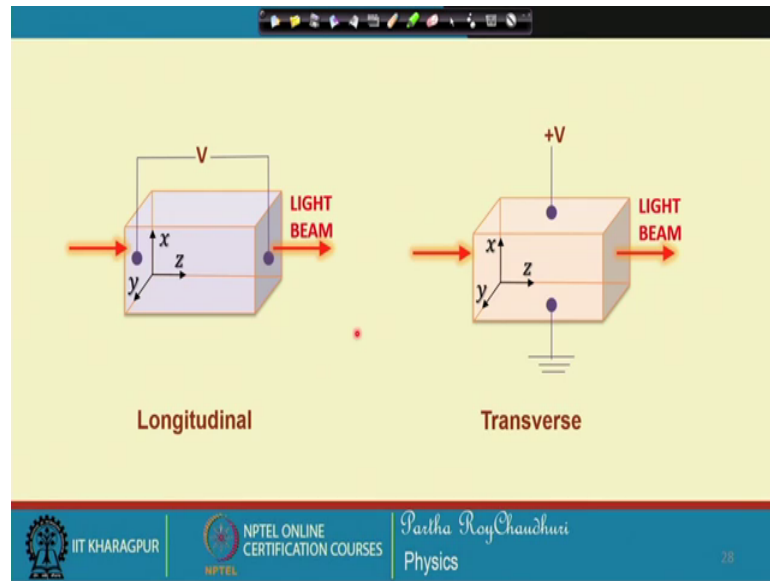 V
LIGHT
BEAM
x
z
y
Longitudinal
+V
LIGHT
BEAM
x
z
y
Transverse
IIT KHARAGPUR
NPTEL
NPTEL ONLINE
CERTIFICATION COURSES
Partha RoyChaudhuri
Physics
28